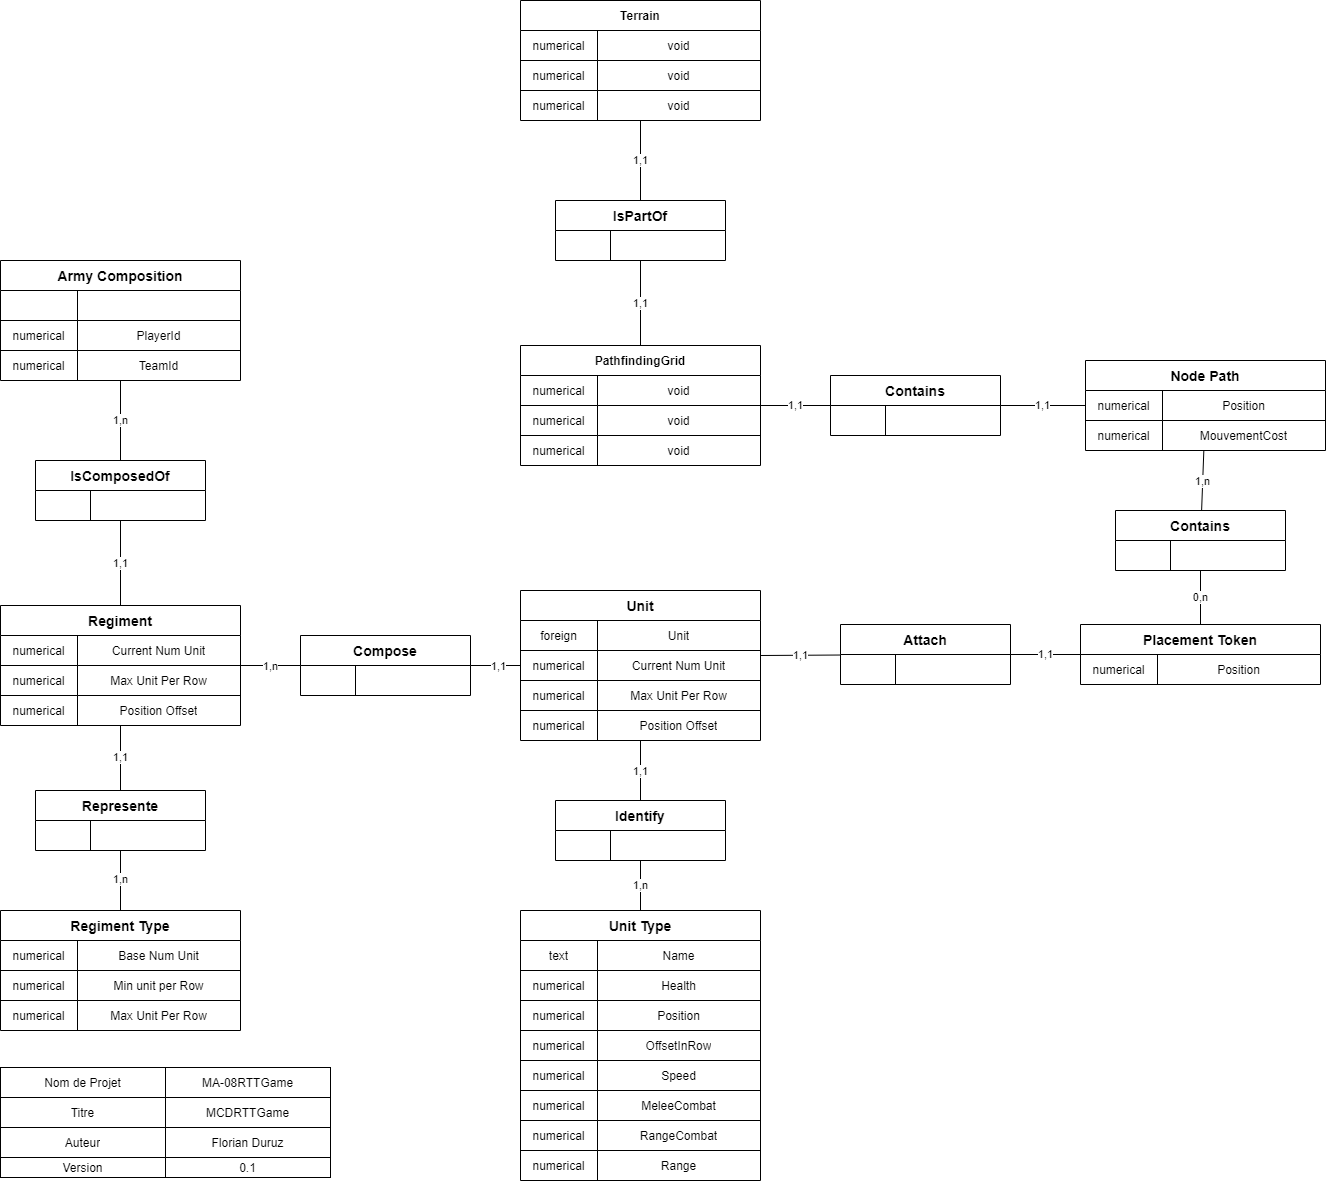 Terrain
numerical void
numerical void
numerical void
1,1
IsPartOf
1,1
Army Composition
numerical PlayerId
numerical TeamId
1,n
IsComposedOf
1,1
PathfindingGrid
numerical void
numerical void
numerical void
1,1
Contains
1,1
Node Path
numerical Position
numerical MouvementCost
1,n
Contains
0,n
Regiment
numerical Current Num Unit
numerical Max Unit Per Row
numerical Position Offset
1,n
Compose
1,1
Unit
foreign Unit
numerical Current Num Unit
numerical Max Unit Per Row
numerical Position Offset
1,1
Attach
1,1
Placement Token
numerical Position
1,1
Represente
1,n
Regiment Type
numerical Base Num Unit
numerical Min unit per Row
numerical Max Unit Per Row
1,1
Identify
1,n
Unit Type
text Name
numerical Health
numerical Position
numerical OffsetInRow
numerical Speed
numerical MeleeCombat
numerical RangeCombat
numerical Range
Nom de Projet MA-08RTTGame
Titre MCDRTTGame
Auteur Florian Duruz
Version 0.1